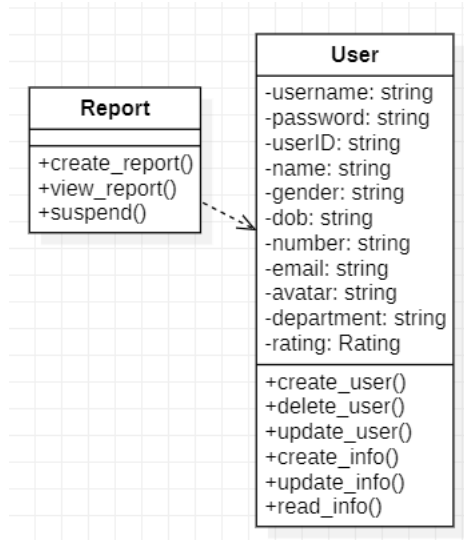 Report
+create_report()
+view_report()
+suspend()
User
-username: string
-password: string
-userID: string
-name: string
-gender: string
-dob: string
-number: string
-email: string
-avatar: string
-department: string
-rating: Rating
+create_user()
+delete_user()
+update_user()
+create_info()
+update_info()
+read_info()